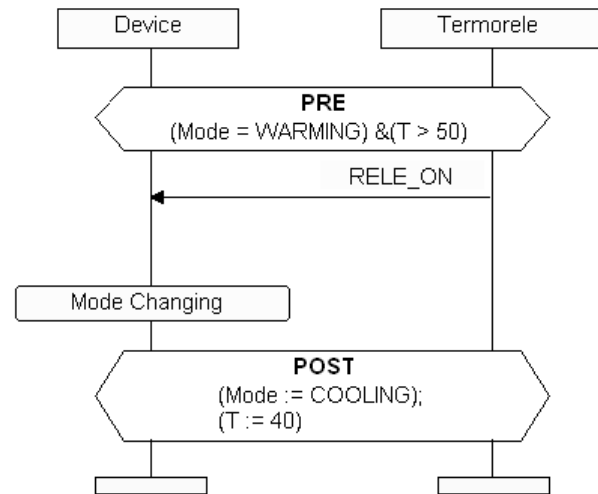 Device
Termorele
PRE
(Mode = WARMING) &(T > 50)
RELE_ON
Mode Changing
POST
(Mode := COOLING);
(T := 40)